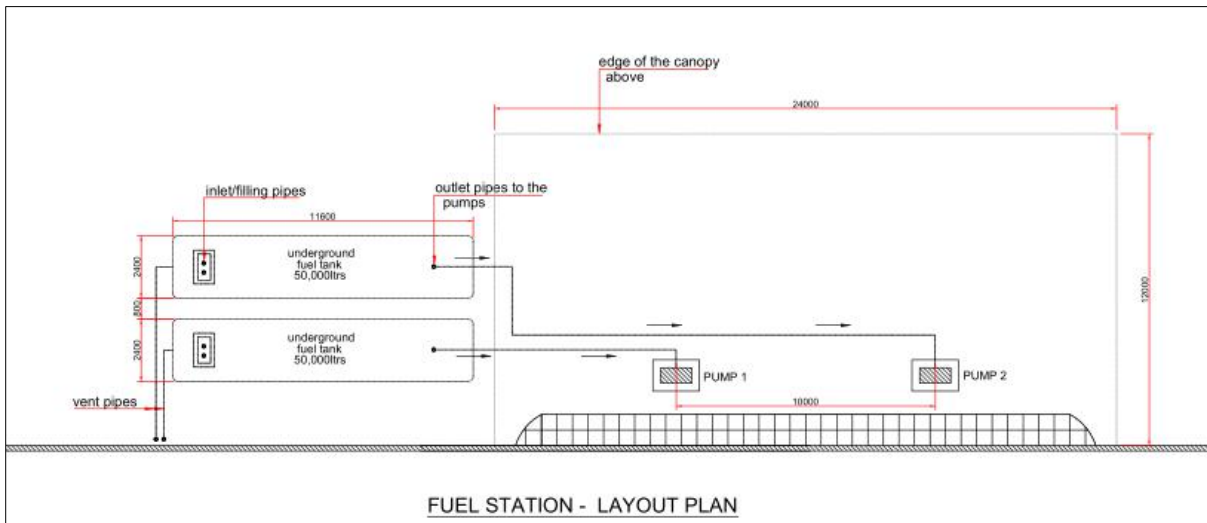 edge of the canopy
above
24000
inlet/filling pipes
outlet pipes to the
pumps
11600
underground
fuel tank
50,000ltrs
2400
800
12000
underground
fuel tank
50,000ltrs
2400
PUMP 1
PUMP 2
vent pipes
10000
FUEL STATION - LAYOUT PLAN